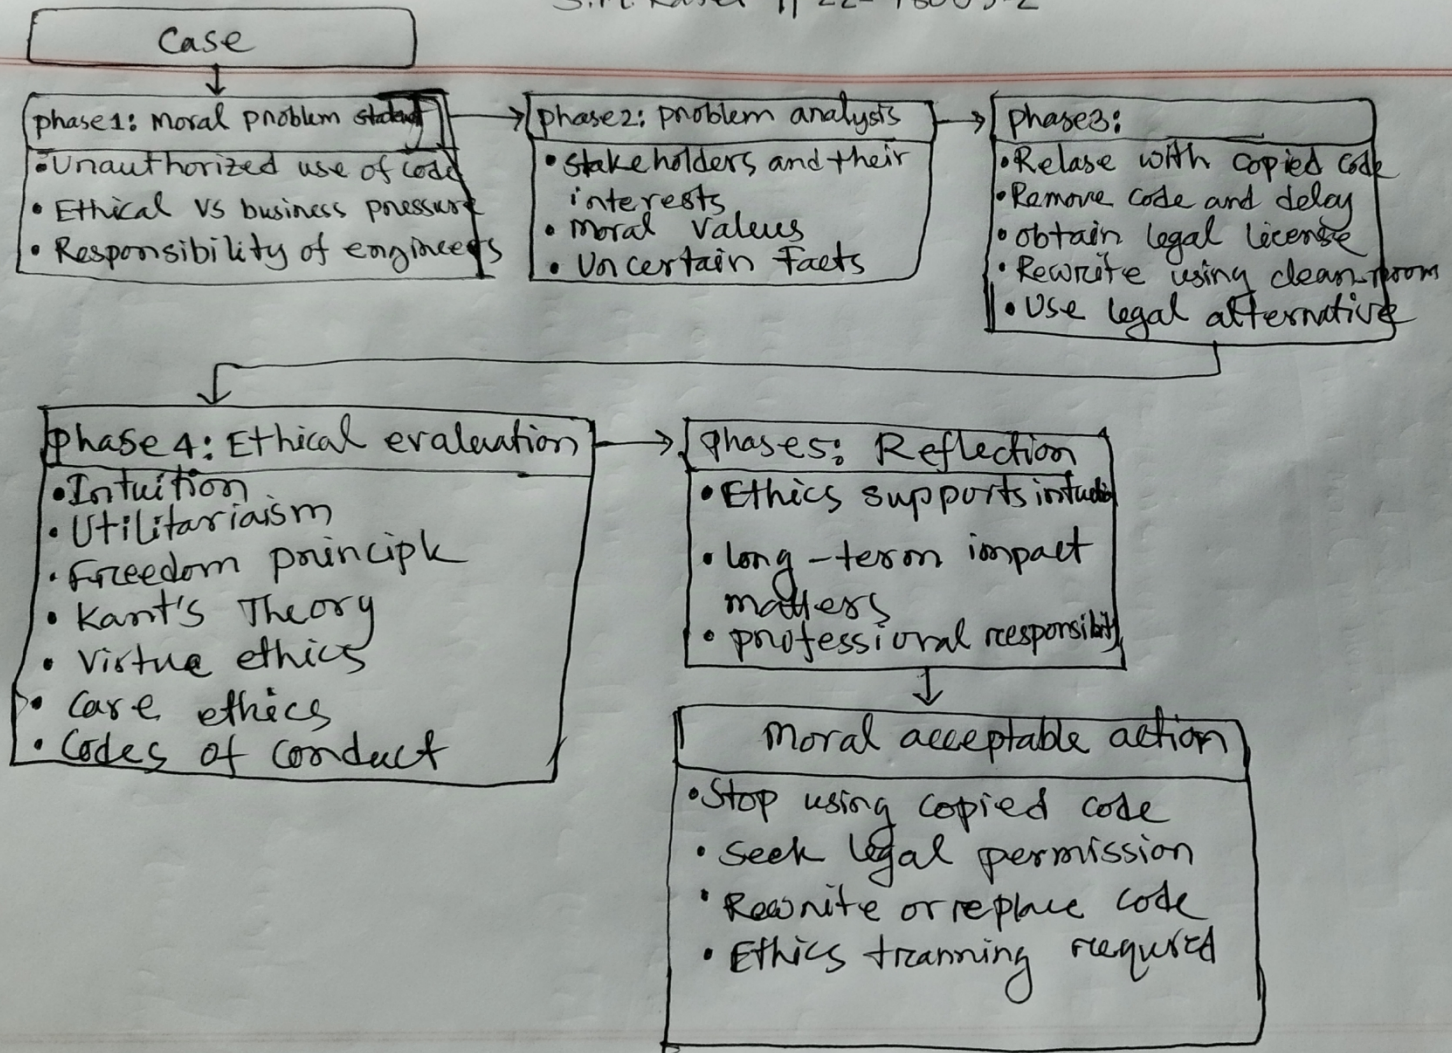 Case
phase1: Moral problem
• Unauthorized use of code
• Ethical vs business pressure
• Responsibility of engineers
phase2: problem analysis
• stakeholders and their
interests
• Moral Values
• Uncertain Facts
phase3:
• Relase with copied code
• Remove code and delay
• obtain legal license
• Rewrite using clean-room
• Use legal alternative
phase 4: Ethical evaluation
• Intuition
• Utilitariaism
• Freedom principle
• Kant's Theory
• Virtue ethics
• Care ethics
• Codes of conduct
phases5: Reflection
• Ethics supports
• long-term impact
matters
• professional responsibility
Moral acceptable action
• Stop using copied code
• Seek legal permission
• Rewrite or replace code
• Ethics tranning required